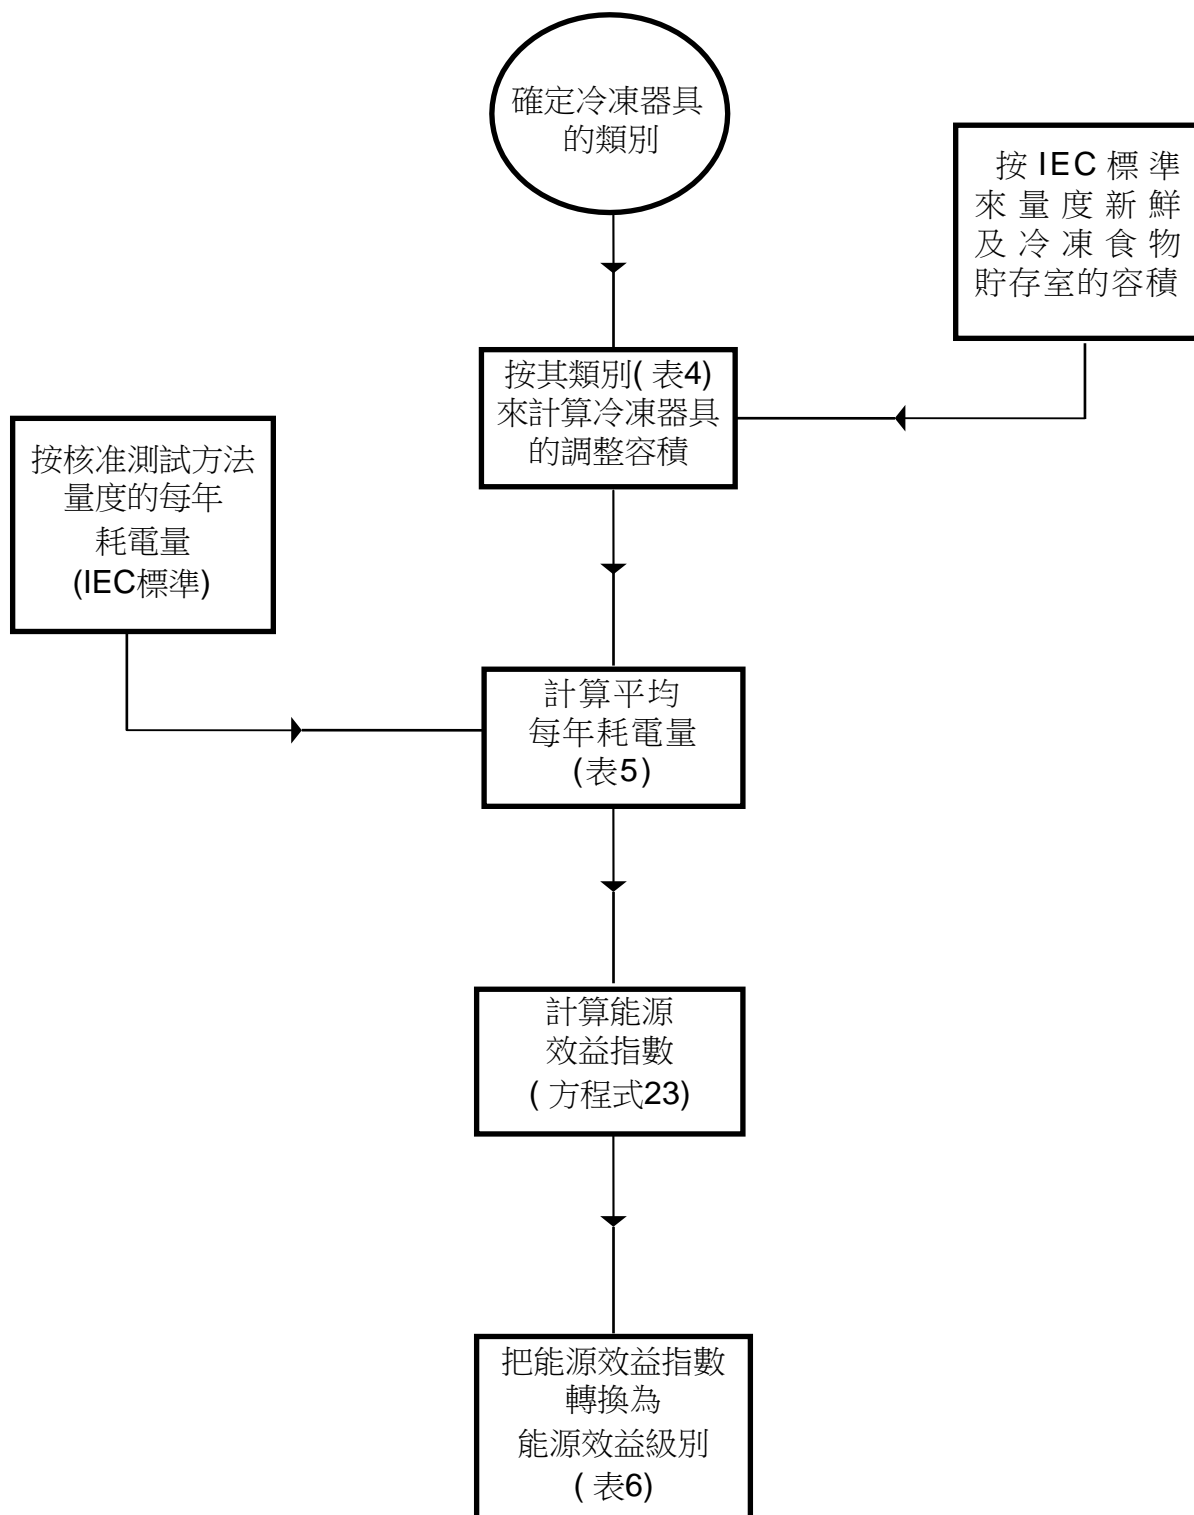 確定冷凍器具
的類別
按 IEC 標 準
來 量 度 新 鮮
及 冷 凍 食 物
貯存室的容積
按其類別( 表4)
來計算冷凍器具
的調整容積
按核准測試方法
量度的每年
耗電量
(IEC標準)
計算平均
每年耗電量
(表5)
計算能源
效益指數
( 方程式23)
把能源效益指數
轉換為
能源效益級別
( 表6)